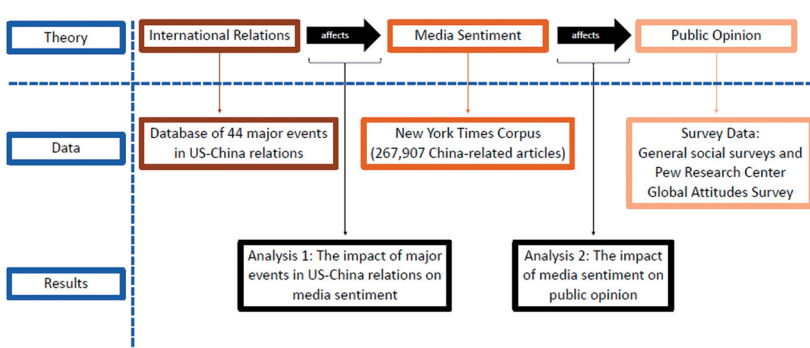 Theory
International Relations
affects
Media Sentiment
affects
Public Opinion
Data
Database of 44 major events
in US-China relations
New York Times Corpus
(267,907 China-related articles)
Survey Data:
General social surveys and
Pew Research Center
Global Attitudes Survey
Results
Analysis 1: The impact of major
events in US-China relations on
media sentiment
Analysis 2: The impact
of media sentiment on
public opinion